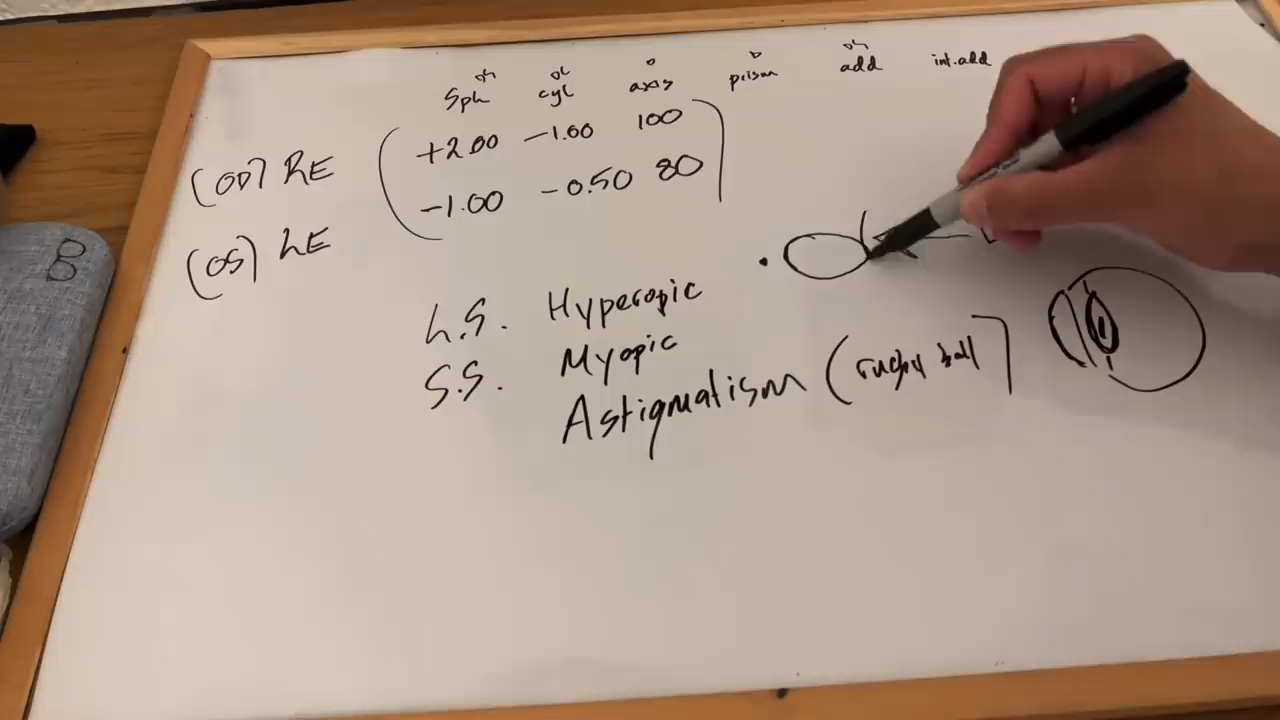 Sph cyl axis prism add int.add
(OD) RE +2.00 -1.00 100
(OS) LE -1.00 -0.50 80
L.S. Hyperopic
S.S. Myopic
Astigmatism (rugby ball)